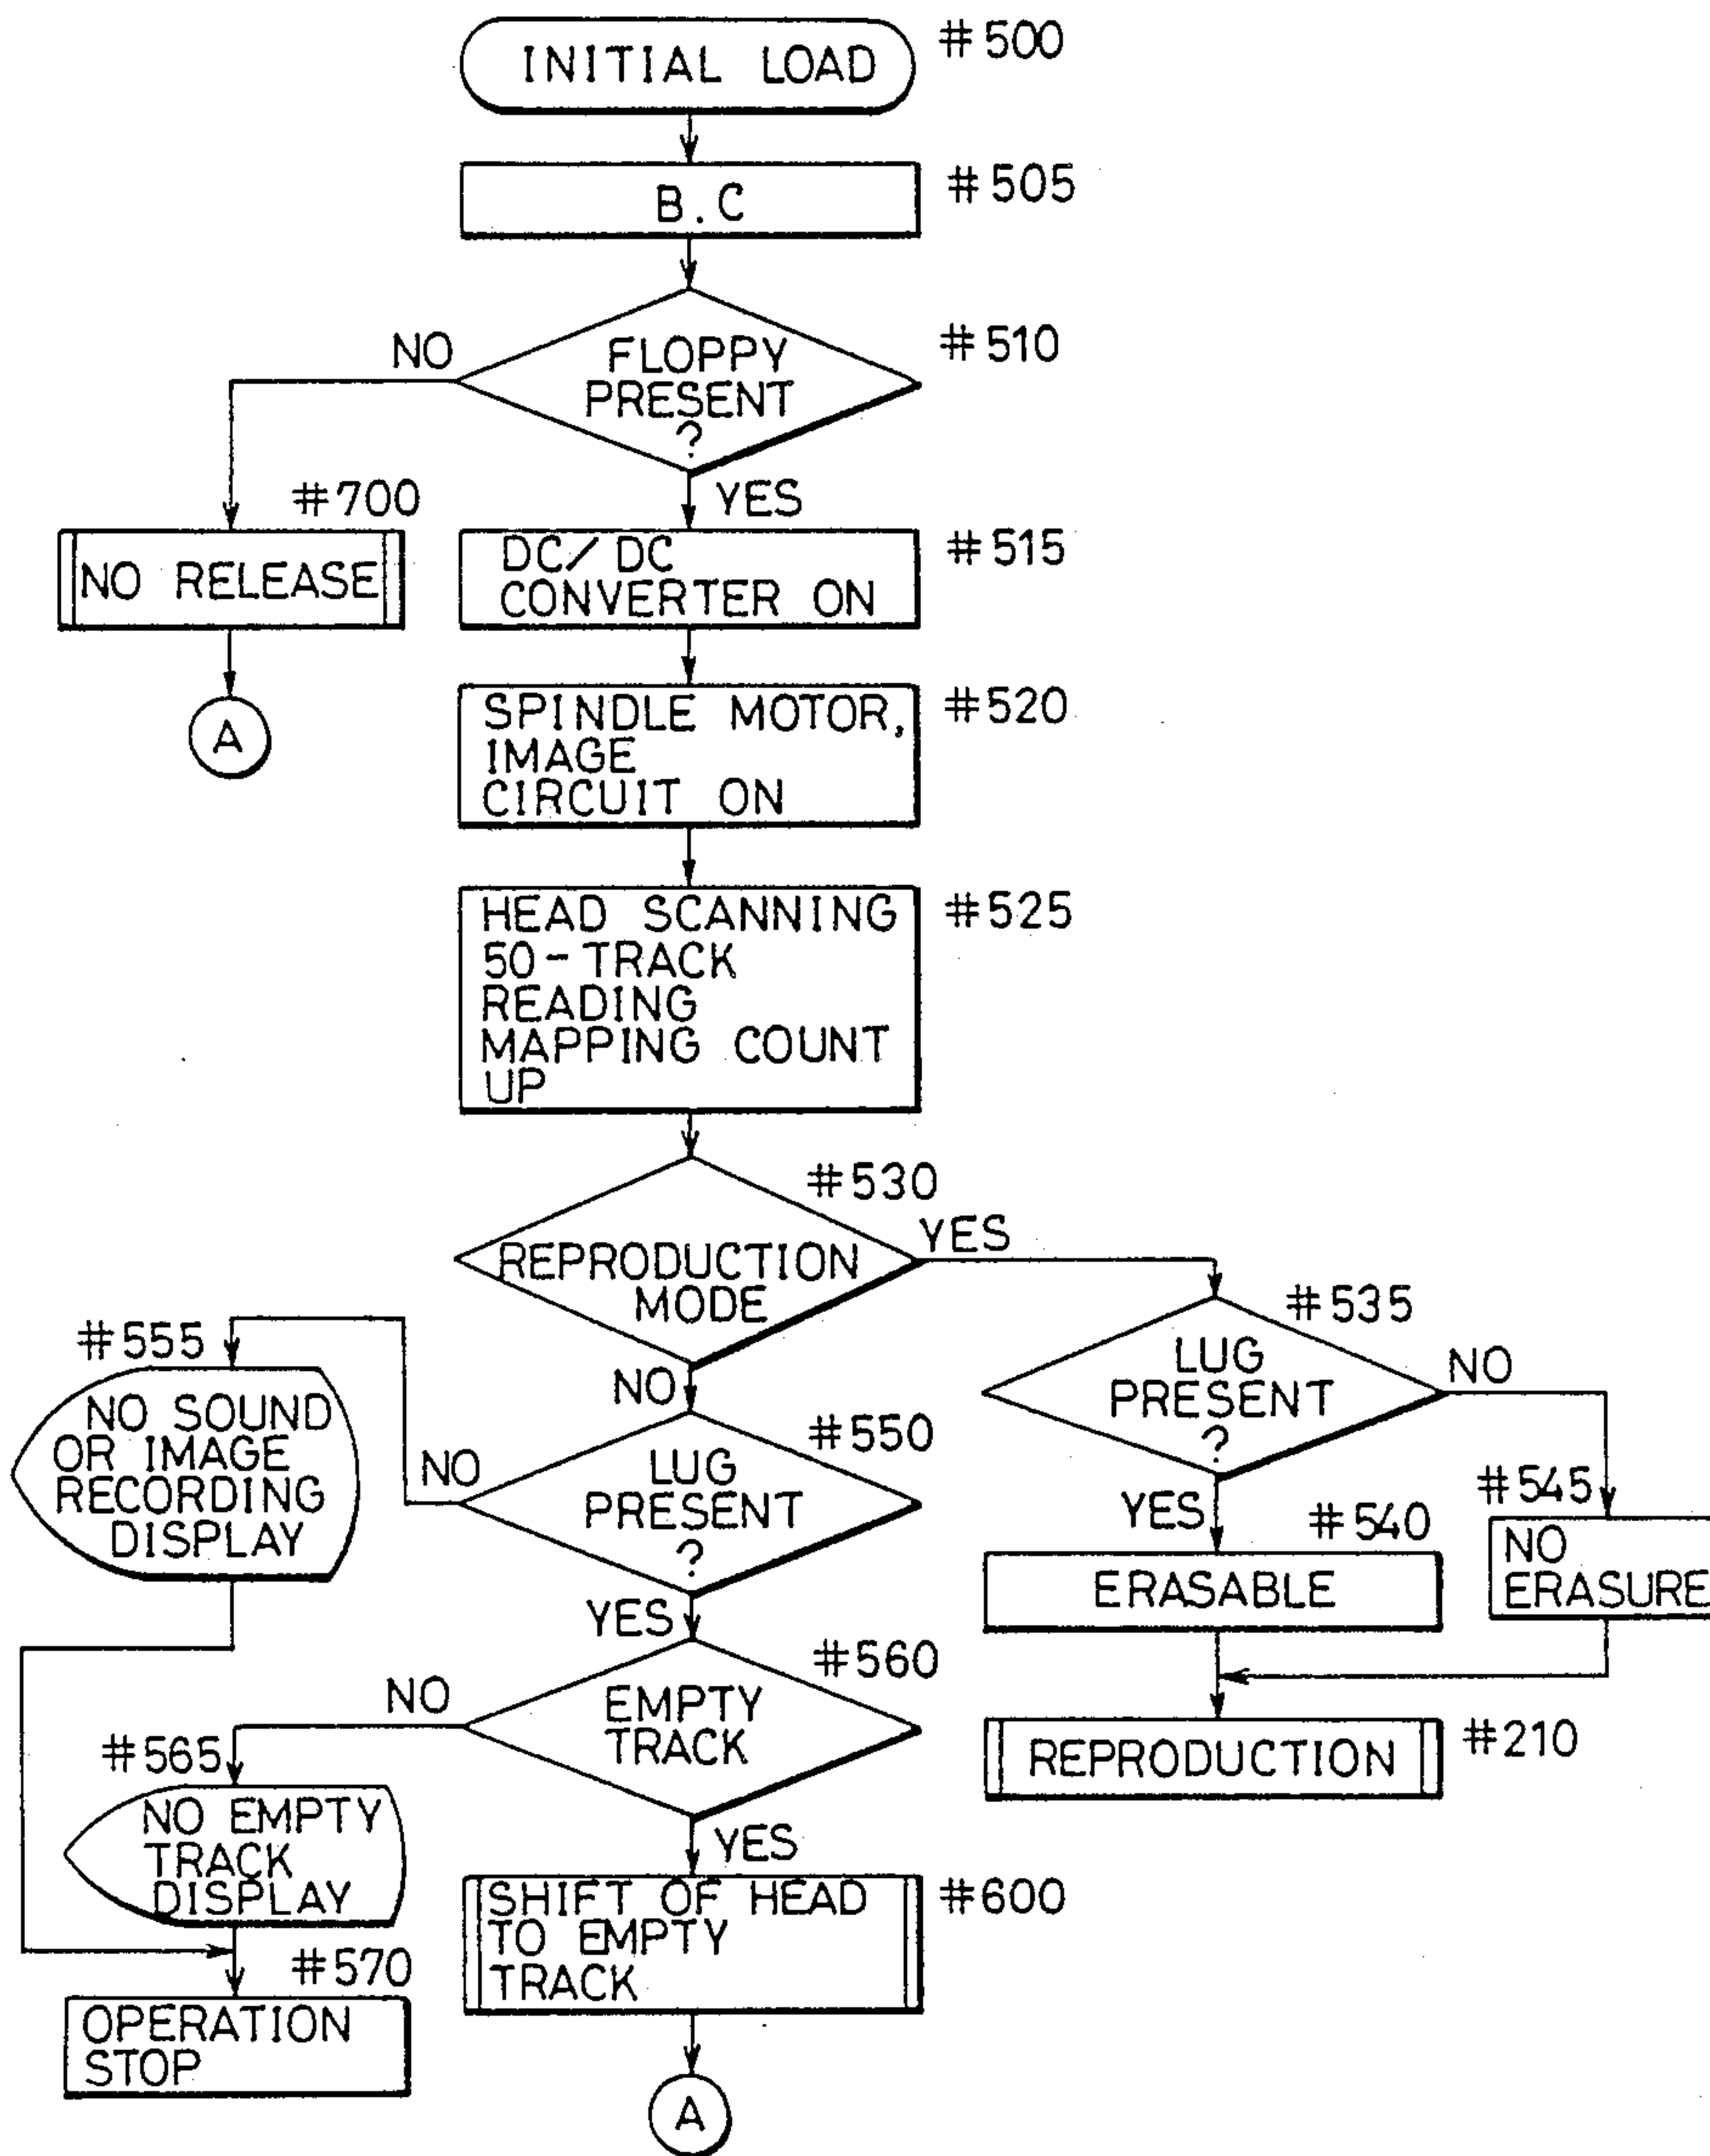 INITIAL LOAD
#500
B.C
#505
FLOPPY
PRESENT
?
#510
NO
YES
#700
NO RELEASE
A
DC/DC
CONVERTER ON
#515
SPINDLE MOTOR,
IMAGE
CIRCUIT ON
#520
HEAD SCANNING
50-TRACK
READING
MAPPING COUNT
UP
#525
#530
REPRODUCTION
MODE
YES
NO
#535
LUG
PRESENT
?
NO
YES
#540
ERASABLE
#545
NO
ERASURE
REPRODUCTION
#210
#550
LUG
PRESENT
?
NO
YES
#555
NO SOUND
OR IMAGE
RECORDING
DISPLAY
#560
EMPTY
TRACK
NO
YES
#565
NO EMPTY
TRACK
DISPLAY
#570
OPERATION
STOP
SHIFT OF HEAD
TO EMPTY
TRACK
#600
A